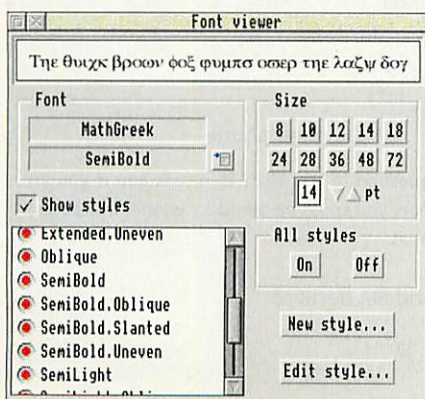 Font viewer
Τηε θυιχκ βροων φοξ φυμπσ οϖερ τηε λαζψ δογ
Font
MathGreek
SemiBold
Size
8 10 12 14 18
24 28 36 48 72
14 pt
Show styles
Extended.Uneven
Oblique
SemiBold
SemiBold.Oblique
SemiBold.Slanted
SemiBold.Uneven
SemiLight
All styles
On Off
New style...
Edit style...